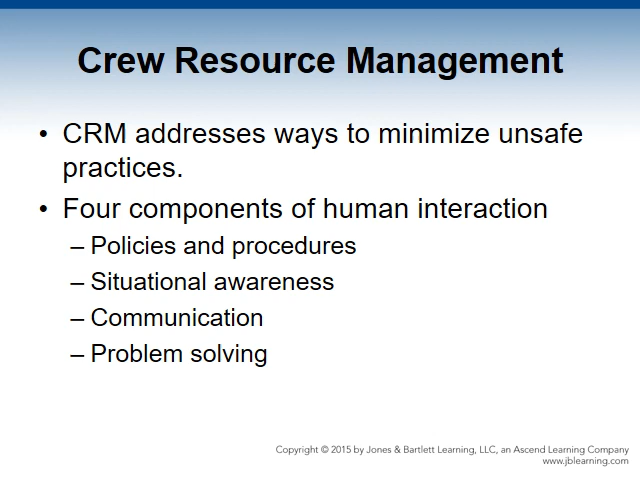 Crew Resource Management
• CRM addresses ways to minimize unsafe
practices.
• Four components of human interaction
– Policies and procedures
– Situational awareness
– Communication
– Problem solving
Copyright © 2015 by Jones & Bartlett Learning, LLC, an Ascend Learning Company
www.jblearning.com